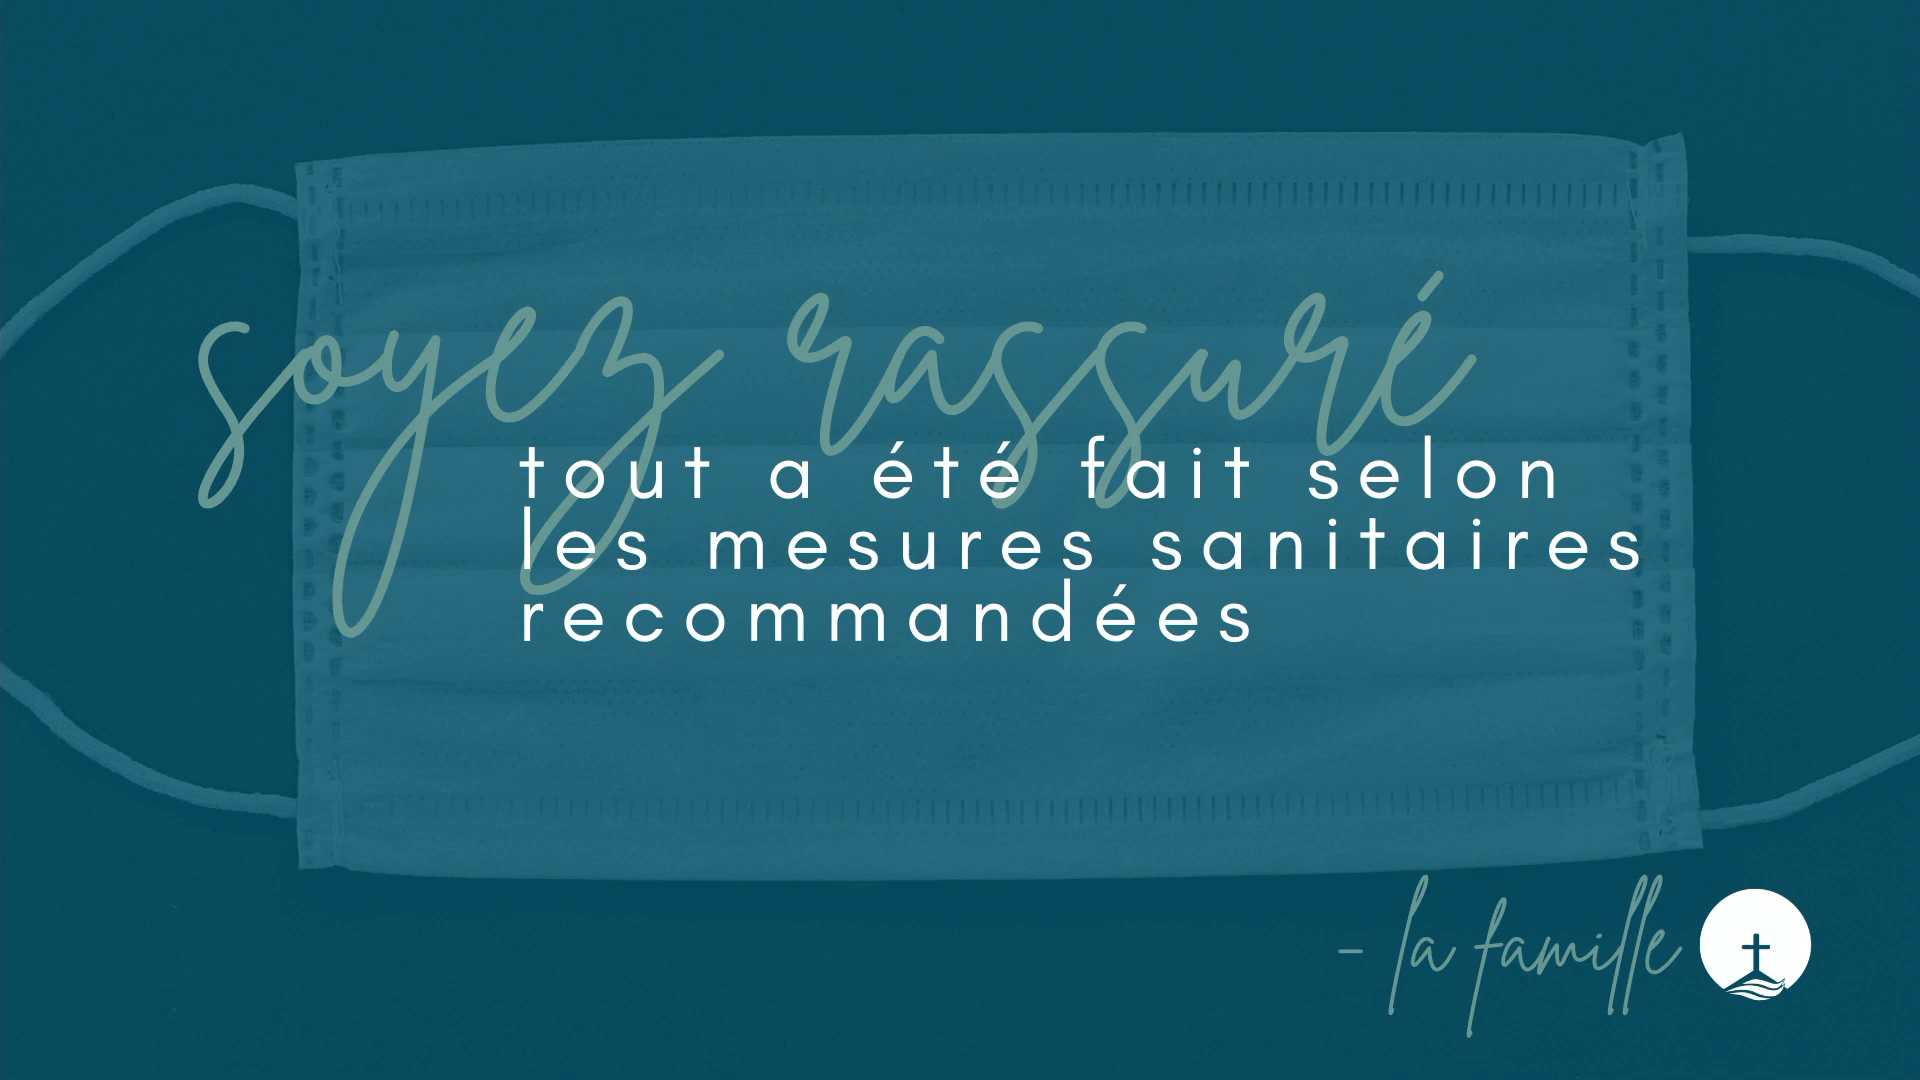 soyez rassuré
tout a été fait selon
les mesures sanitaires
recommandées
- la famille